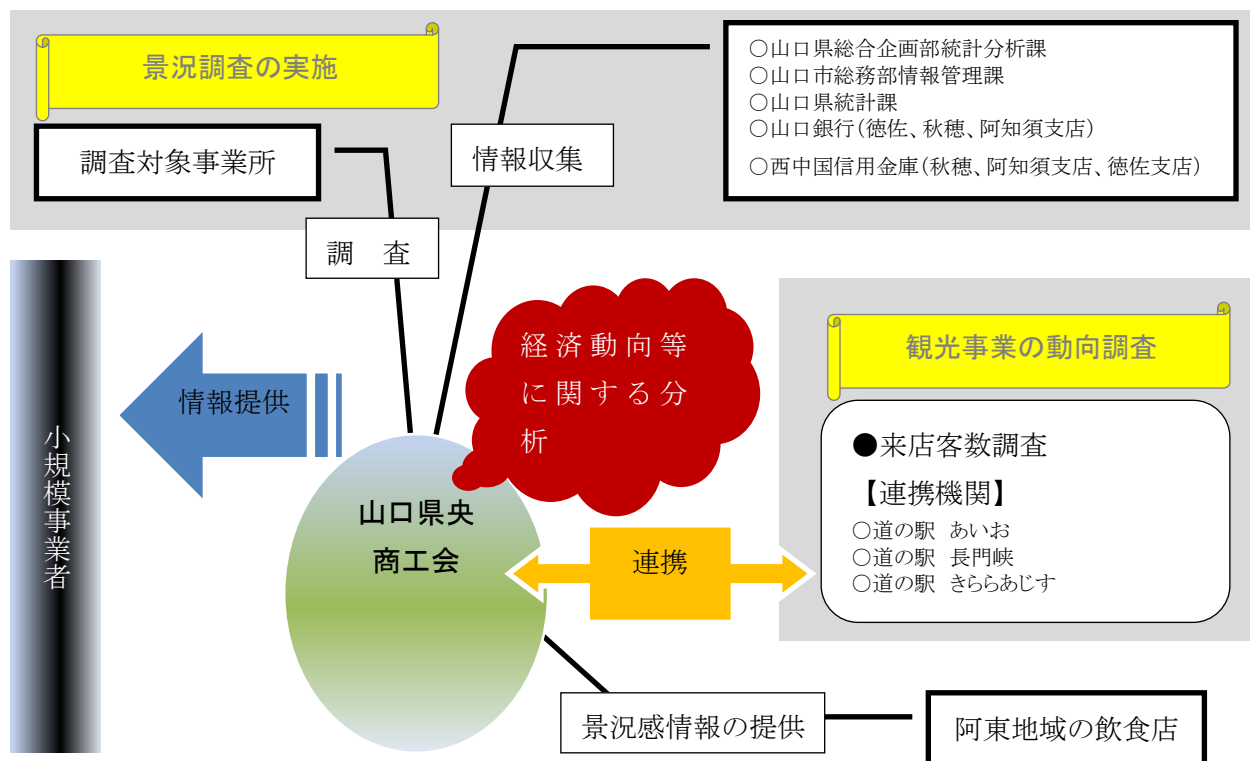 景況調査の実施
○山口県総合企画部統計分析課
○山口市総務部情報管理課
○山口県統計課
○山口銀行(徳佐、秋穂、阿知須支店)
○西中国信用金庫(秋穂、阿知須支店、徳佐支店)
調査対象事業所
情報収集
調　査
経済動向等
に関する分
析
観光事業の動向調査
●来店客数調査
【連携機関】
○道の駅 あいお
○道の駅 長門峡
○道の駅 きららあじす
情報提供
小規模事業者
山口県央
商工会
連携
景況感情報の提供
阿東地域の飲食店